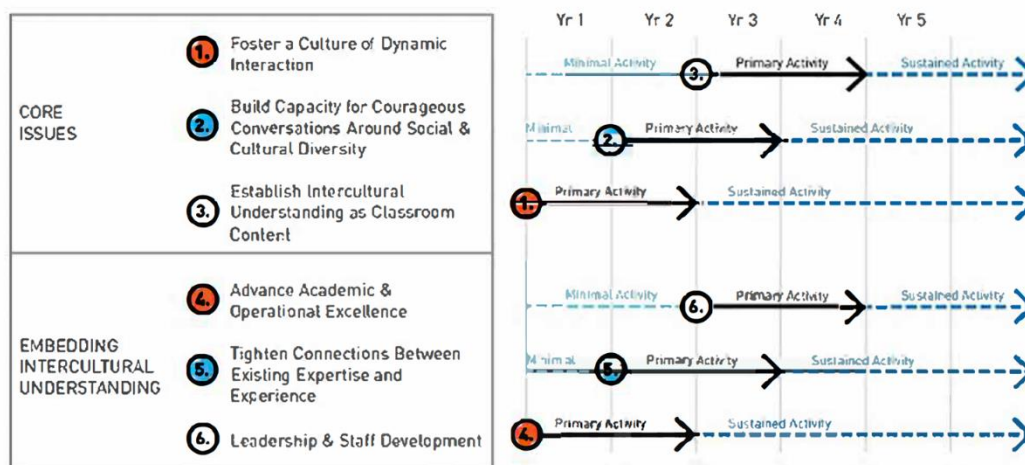 Yr 1 Yr 2 Yr 3 Yr 4 Yr 5
CORE
ISSUES
1. Foster a Culture of Dynamic
Interaction
2. Build Capacity for Courageous
Conversations Around Social &
Cultural Diversity
3. Establish Intercultural
Understanding as Classroom
Content
Minimal Activity 3. Primary Activity Sustained Activity
Minimal 2. Primary Activity Sustained Activity
1. Primary Activity Sustained Activity
EMBEDDING
INTERCULTURAL
UNDERSTANDING
4. Advance Academic &
Operational Excellence
5. Tighten Connections Between
Existing Expertise and
Experience
6. Leadership & Staff Development
Minimal Activity 6. Primary Activity Sustained Activity
Minimal 5. Primary Activity Sustained Activity
4. Primary Activity Sustained Activity